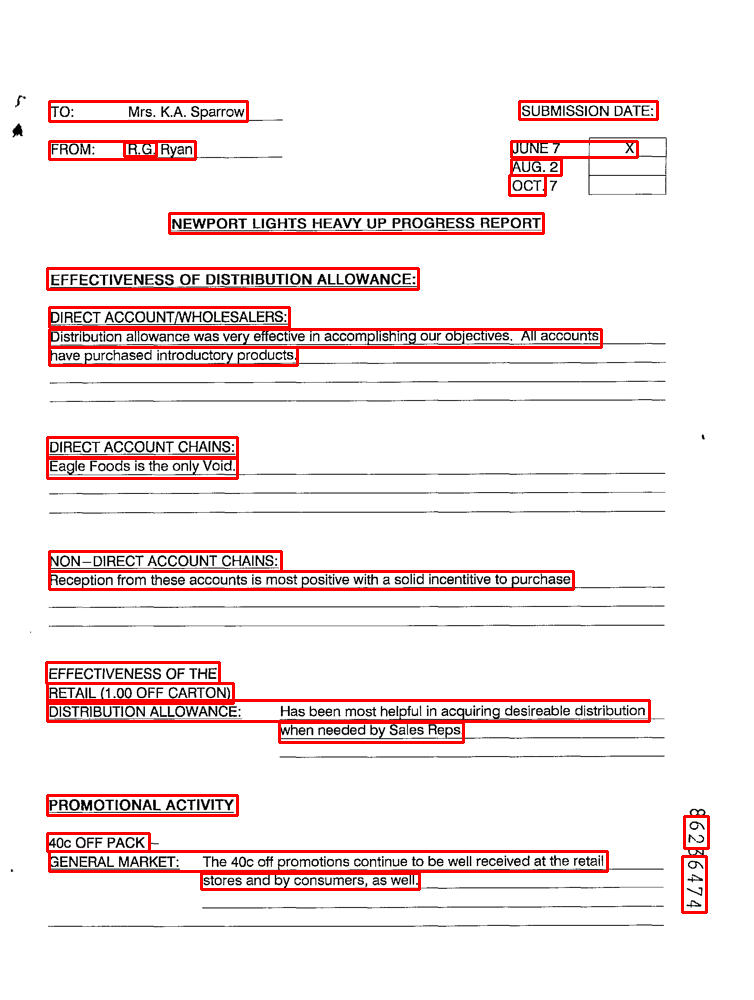 TO: Mrs. K.A. Sparrow
SUBMISSION DATE:
FROM: R.G. Ryan
JUNE 7 X
AUG. 2
OCT. 7
NEWPORT LIGHTS HEAVY UP PROGRESS REPORT
EFFECTIVENESS OF DISTRIBUTION ALLOWANCE:
DIRECT ACCOUNT/WHOLESALERS:
Distribution allowance was very effective in accomplishing our objectives. All accounts
have purchased introductory products.
DIRECT ACCOUNT CHAINS:
Eagle Foods is the only Void.
NON-DIRECT ACCOUNT CHAINS:
Reception from these accounts is most positive with a solid incentitive to purchase
EFFECTIVENESS OF THE
RETAIL (1.00 OFF CARTON)
DISTRIBUTION ALLOWANCE: Has been most helpful in acquiring desireable distribution
when needed by Sales Reps.
PROMOTIONAL ACTIVITY
40c OFF PACK –
GENERAL MARKET: The 40c off promotions continue to be well received at the retail
stores and by consumers, as well.
86236474